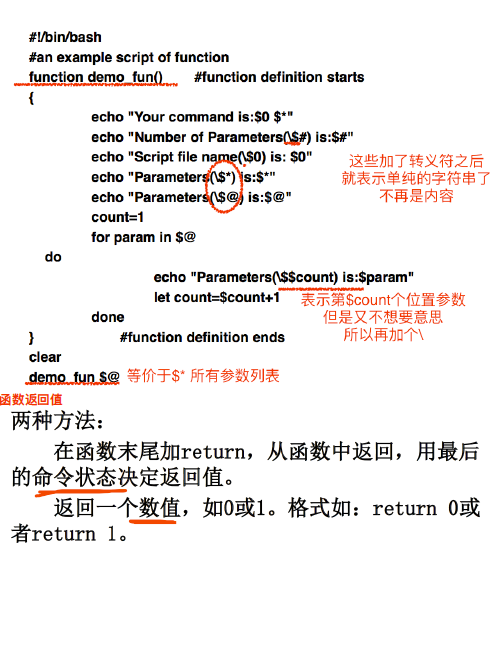 #!/bin/bash
#an example script of function
function demo_fun() #function definition starts
{
echo "Your command is:$0 $*"
echo "Number of Parameters(\$#) is:$#"
echo "Script file name(\$0) is: $0"
echo "Parameters(\$*) is:$*"
echo "Parameters(\$@) is:$@"
这些加了转义符之后
就表示单纯的字符串了
不再是内容
count=1
for param in $@
do
echo "Parameters(\$$count) is:$param"
let count=$count+1
表示第$count个位置参数
但是又不想要意思
所以再加个\
done
} #function definition ends
clear
demo_fun $@ 等价于$* 所有参数列表
函数返回值
两种方法：
在函数末尾加return，从函数中返回，用最后
的命令状态决定返回值。
返回一个数值，如0或1。格式如：return 0或
者return 1。